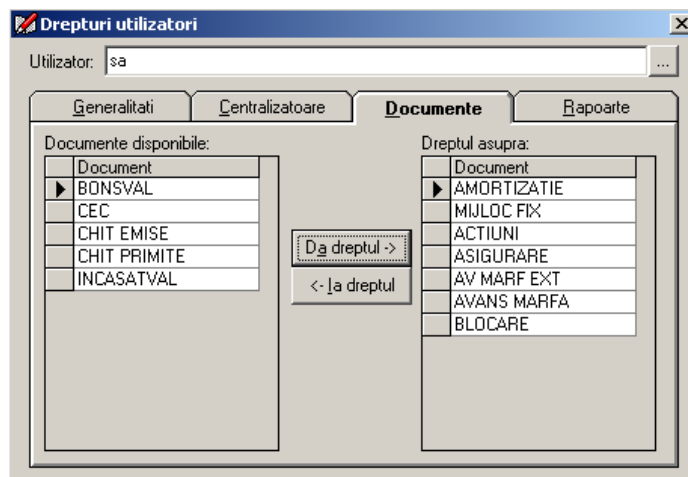 Drepturi utilizatori
Utilizator: sa ...
Generalitati Centralizatoare Documente Rapoarte
Documente disponibile: Dreptul asupra:
Document Document
BONSVAL AMORTIZATIE
CEC MIJLOC FIX
CHIT EMISE ACTIUNI
CHIT PRIMITE ASIGURARE
INCASATVAL AV MARF EXT
AVANS MARFA
BLOCARE
Da dreptul ->
<- Ia dreptul